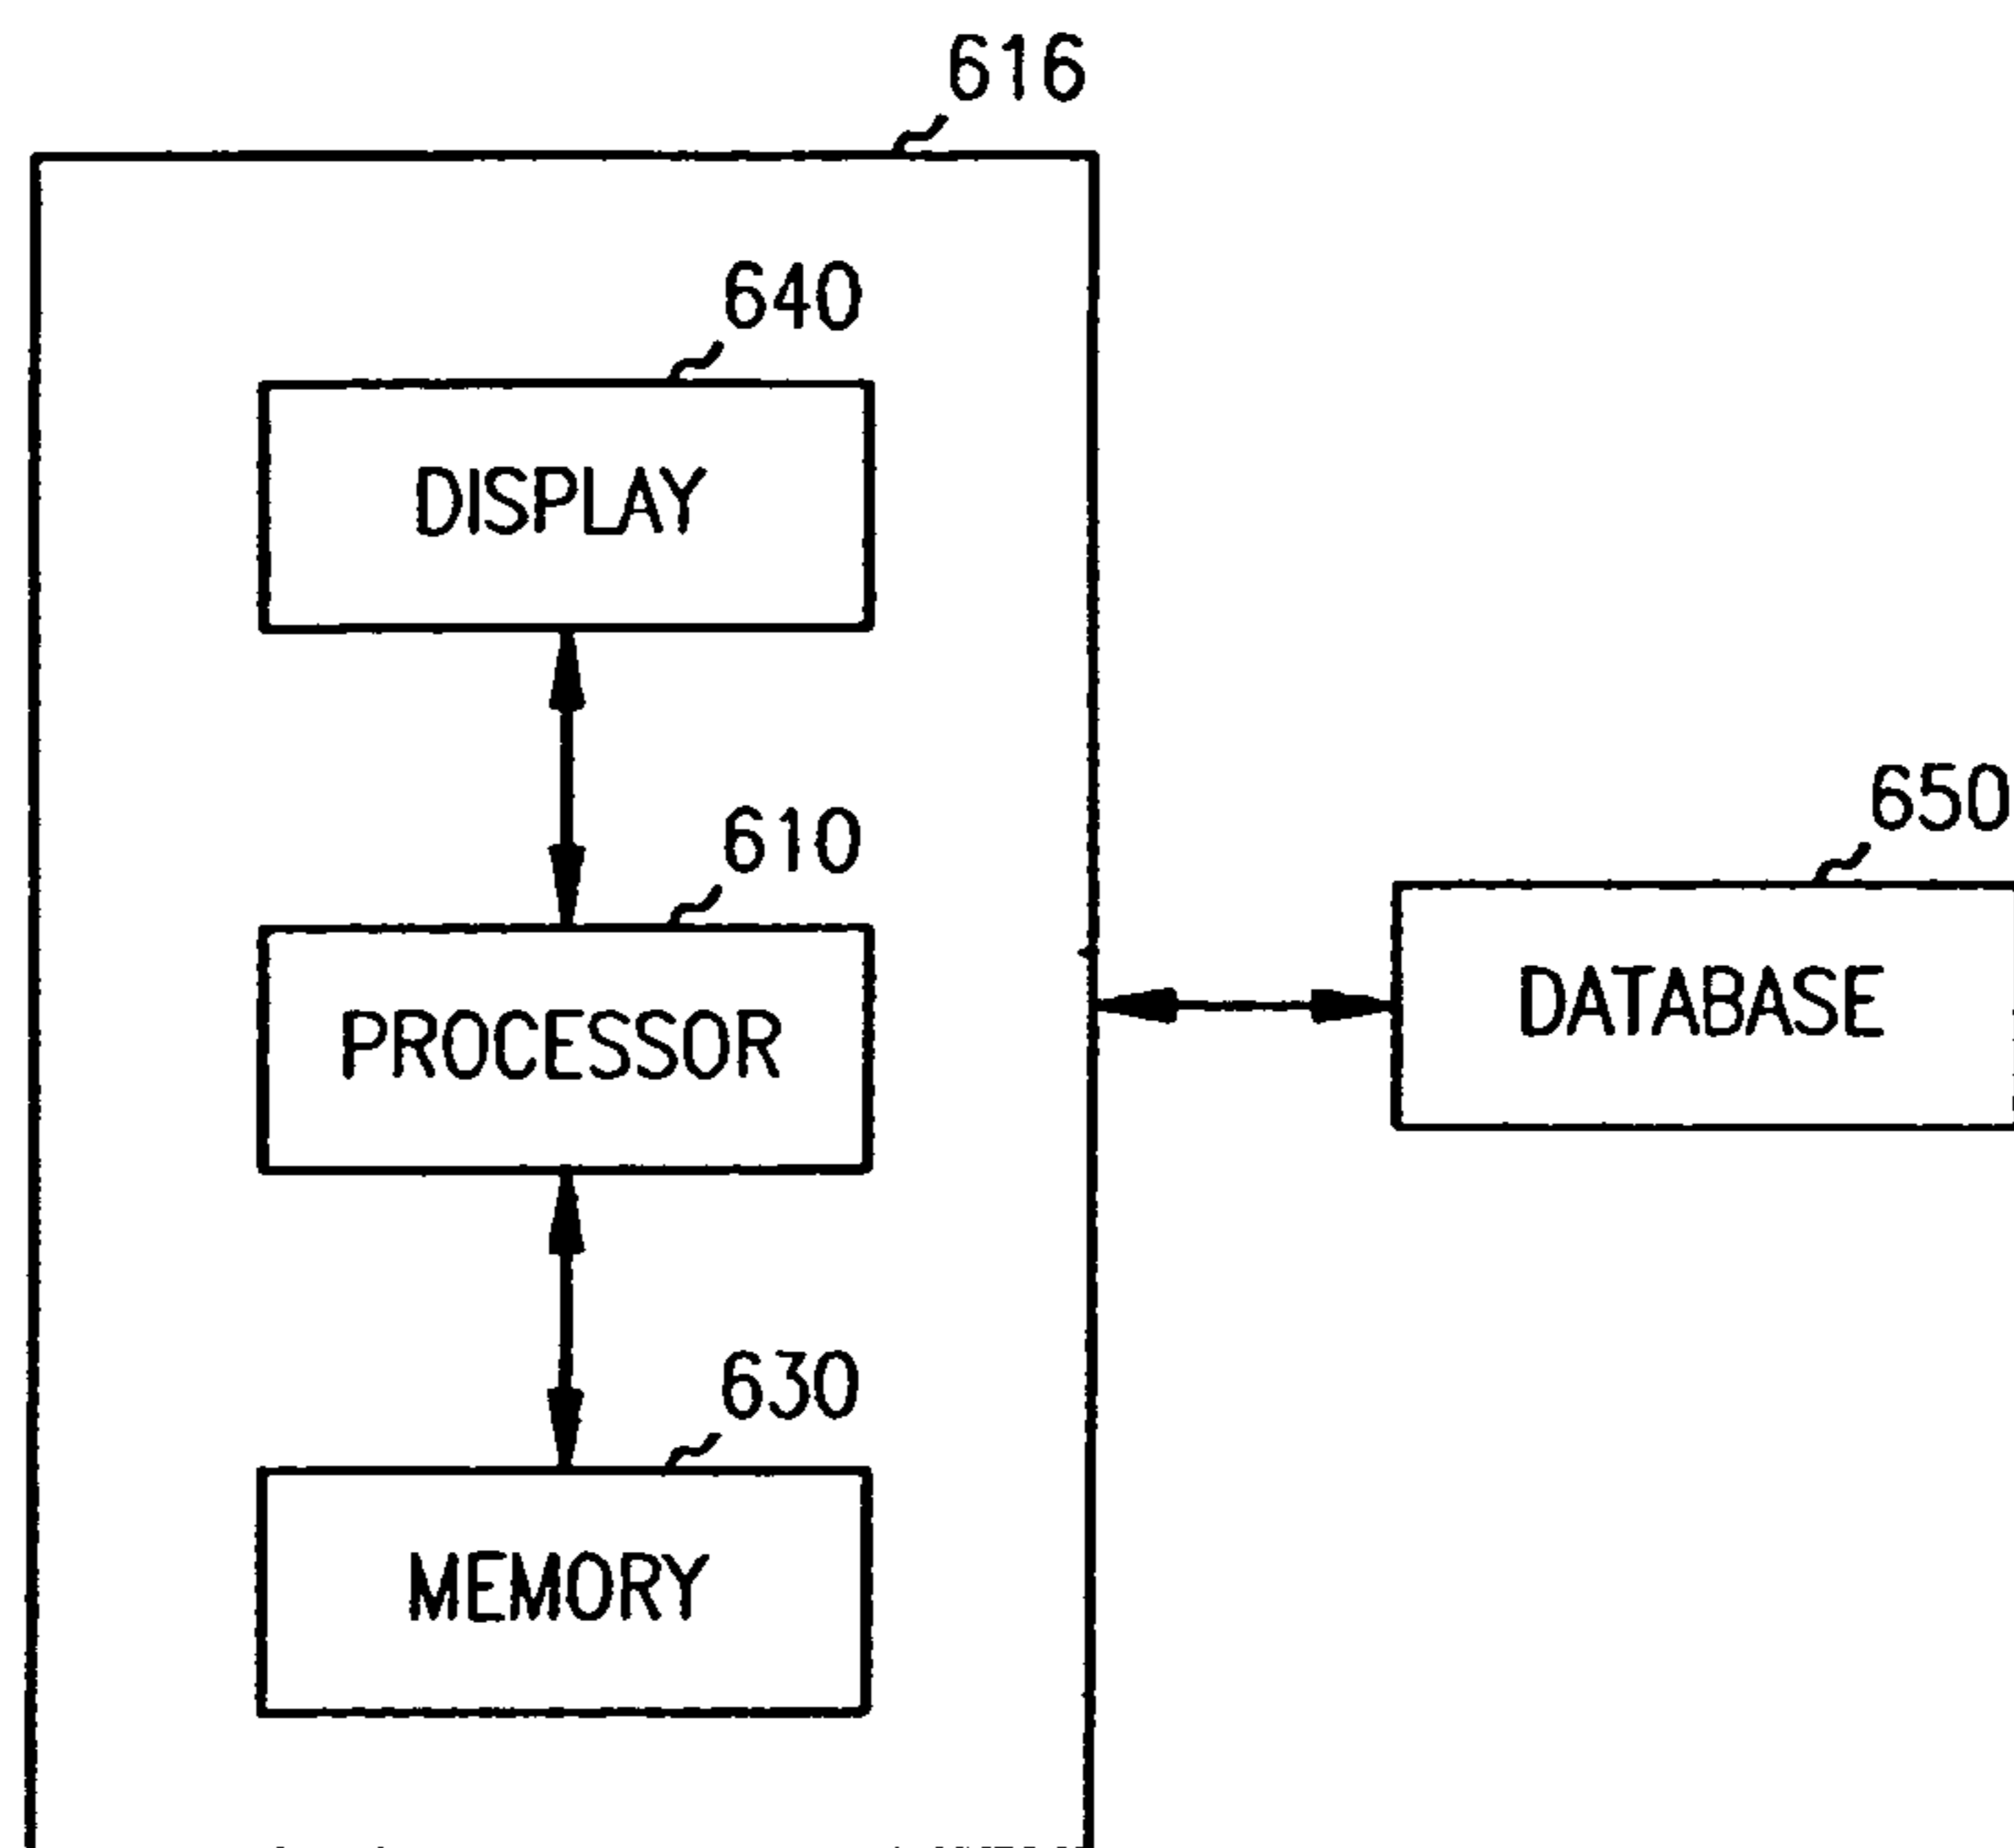 616
640
DISPLAY
610
PROCESSOR
650
DATABASE
630
MEMORY